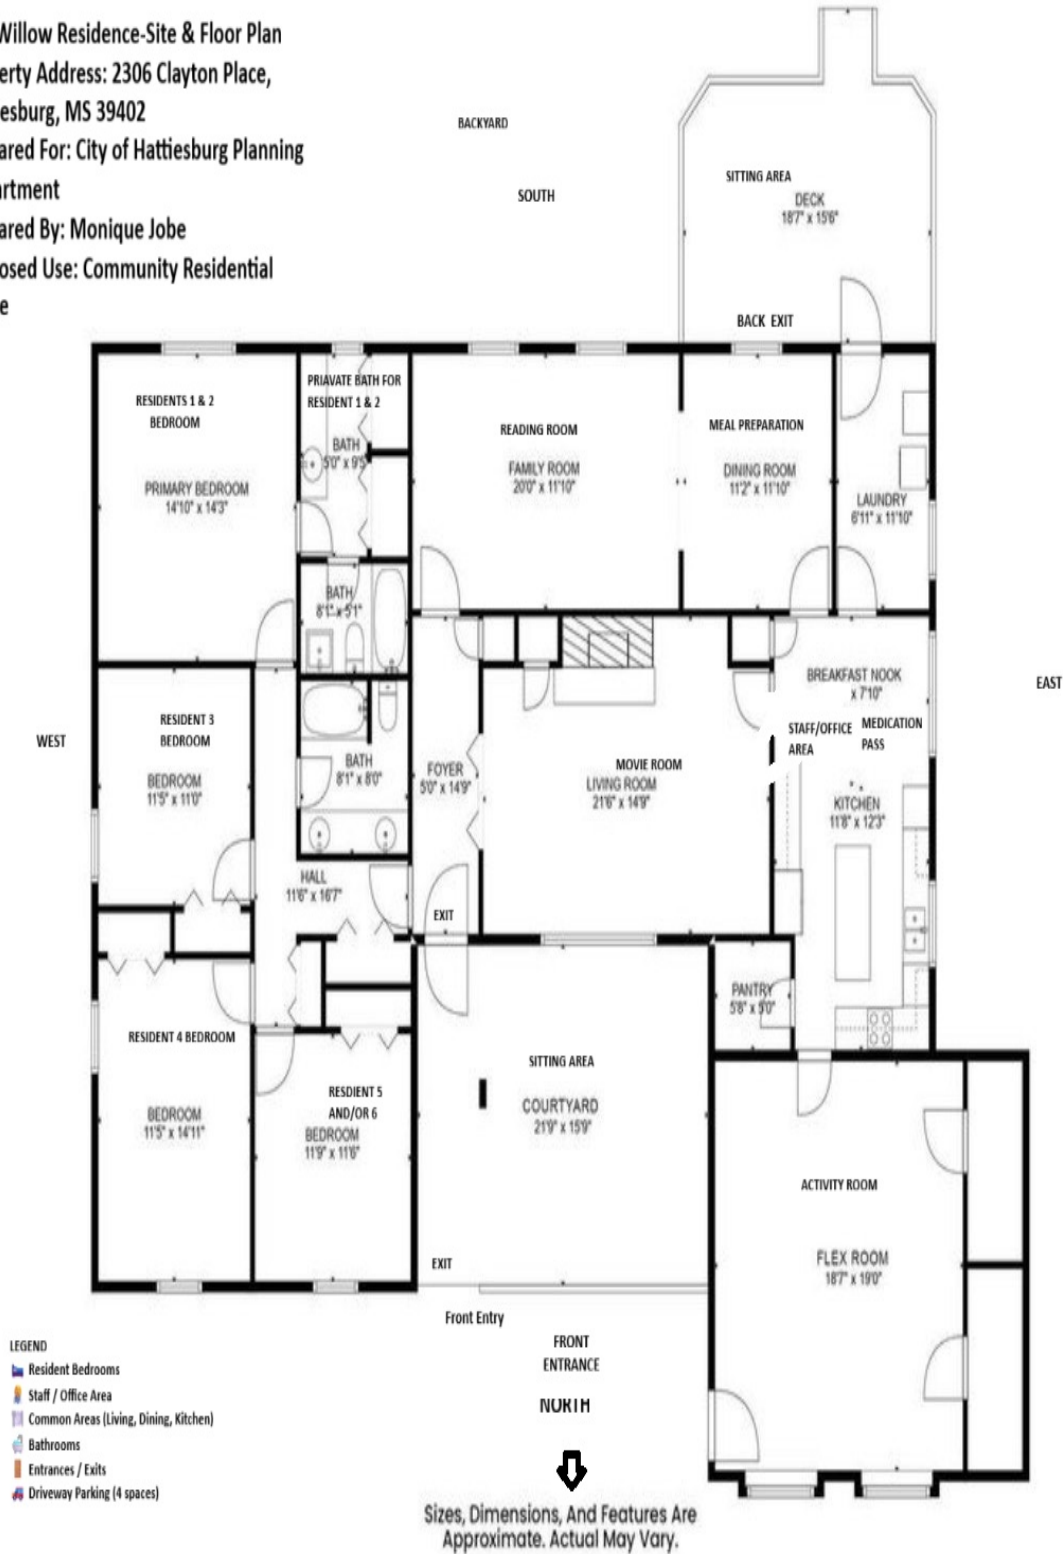 Willow Residence-Site & Floor Plan
erty Address: 2306 Clayton Place,
esburg, MS 39402
ared For: City of Hattiesburg Planning
artment
ared By: Monique Jobe
osed Use: Community Residential
e
BACKYARD
SOUTH
SITTING AREA
DECK
18'7" x 15'6"
BACK EXIT
RESIDENTS 1 & 2
BEDROOM
PRIMARY BEDROOM
14'10" x 14'3"
PRIAVATE BATH FOR
RESIDENT 1 & 2
BATH
5'0" x 9'5"
READING ROOM
FAMILY ROOM
20'0" x 11'10"
MEAL PREPARATION
DINING ROOM
11'2" x 11'10"
LAUNDRY
6'11" x 11'10"
BATH
8'1" x 5'1"
WEST
RESIDENT 3
BEDROOM
BEDROOM
11'5" x 11'0"
BATH
8'1" x 8'0"
FOYER
5'0" x 14'9"
MOVIE ROOM
LIVING ROOM
21'6" x 14'9"
BREAKFAST NOOK
x 7'10"
STAFF/OFFICE
AREA
MEDICATION
PASS
EAST
KITCHEN
11'8" x 12'3"
HALL
11'6" x 16'7"
EXIT
PANTRY
5'8" x 5'0"
RESIDENT 4 BEDROOM
BEDROOM
11'5" x 14'11"
RESDIENT 5
AND/OR 6
BEDROOM
11'9" x 11'6"
SITTING AREA
COURTYARD
21'9" x 15'9"
ACTIVITY ROOM
FLEX ROOM
18'7" x 19'0"
EXIT
Front Entry
FRONT
ENTRANCE
NORTH
LEGEND
Resident Bedrooms
Staff / Office Area
Common Areas (Living, Dining, Kitchen)
Bathrooms
Entrances / Exits
Driveway Parking (4 spaces)
Sizes, Dimensions, And Features Are
Approximate. Actual May Vary.